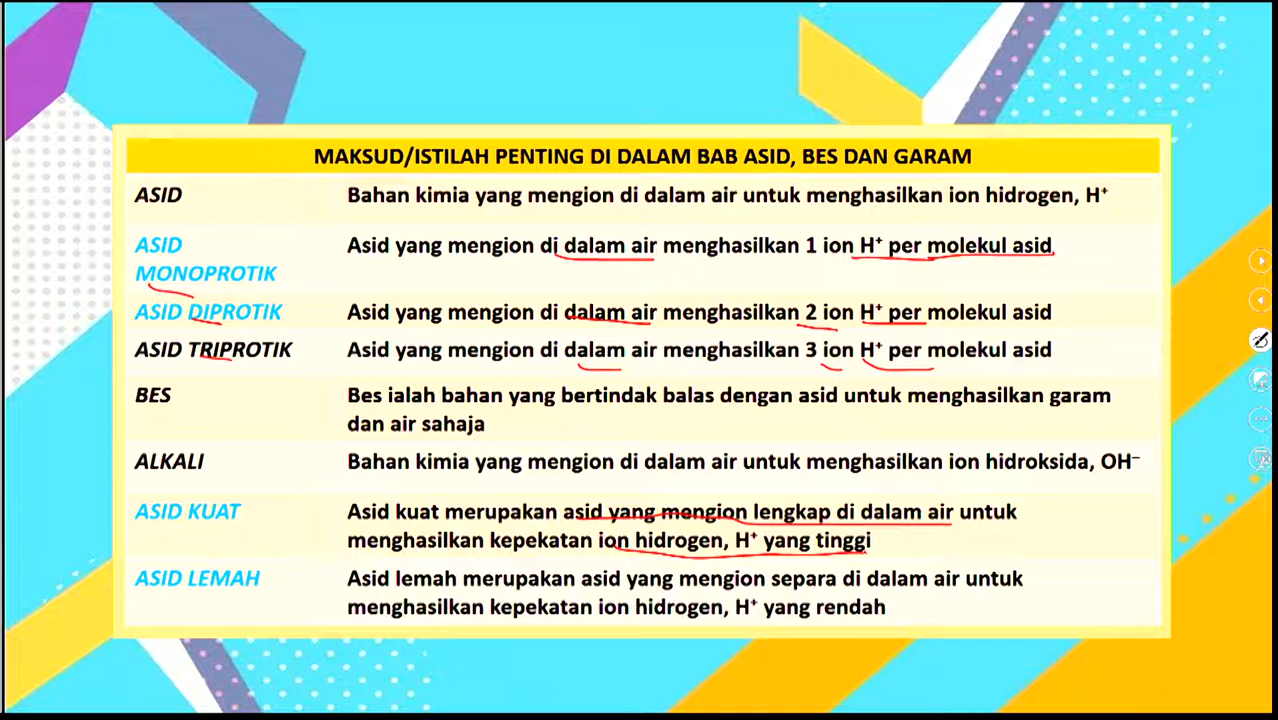 MAKSUD/ISTILAH PENTING DI DALAM BAB ASID, BES DAN GARAM
ASID Bahan kimia yang mengion di dalam air untuk menghasilkan ion hidrogen, H⁺
ASID Asid yang mengion di dalam air menghasilkan 1 ion H⁺ per molekul asid
MONOPROTIK
ASID DIPROTIK Asid yang mengion di dalam air menghasilkan 2 ion H⁺ per molekul asid
ASID TRIPROTIK Asid yang mengion di dalam air menghasilkan 3 ion H⁺ per molekul asid
BES Bes ialah bahan yang bertindak balas dengan asid untuk menghasilkan garam
dan air sahaja
ALKALI Bahan kimia yang mengion di dalam air untuk menghasilkan ion hidroksida, OH⁻
ASID KUAT Asid kuat merupakan asid yang mengion lengkap di dalam air untuk
menghasilkan kepekatan ion hidrogen, H⁺ yang tinggi
ASID LEMAH Asid lemah merupakan asid yang mengion separa di dalam air untuk
menghasilkan kepekatan ion hidrogen, H⁺ yang rendah